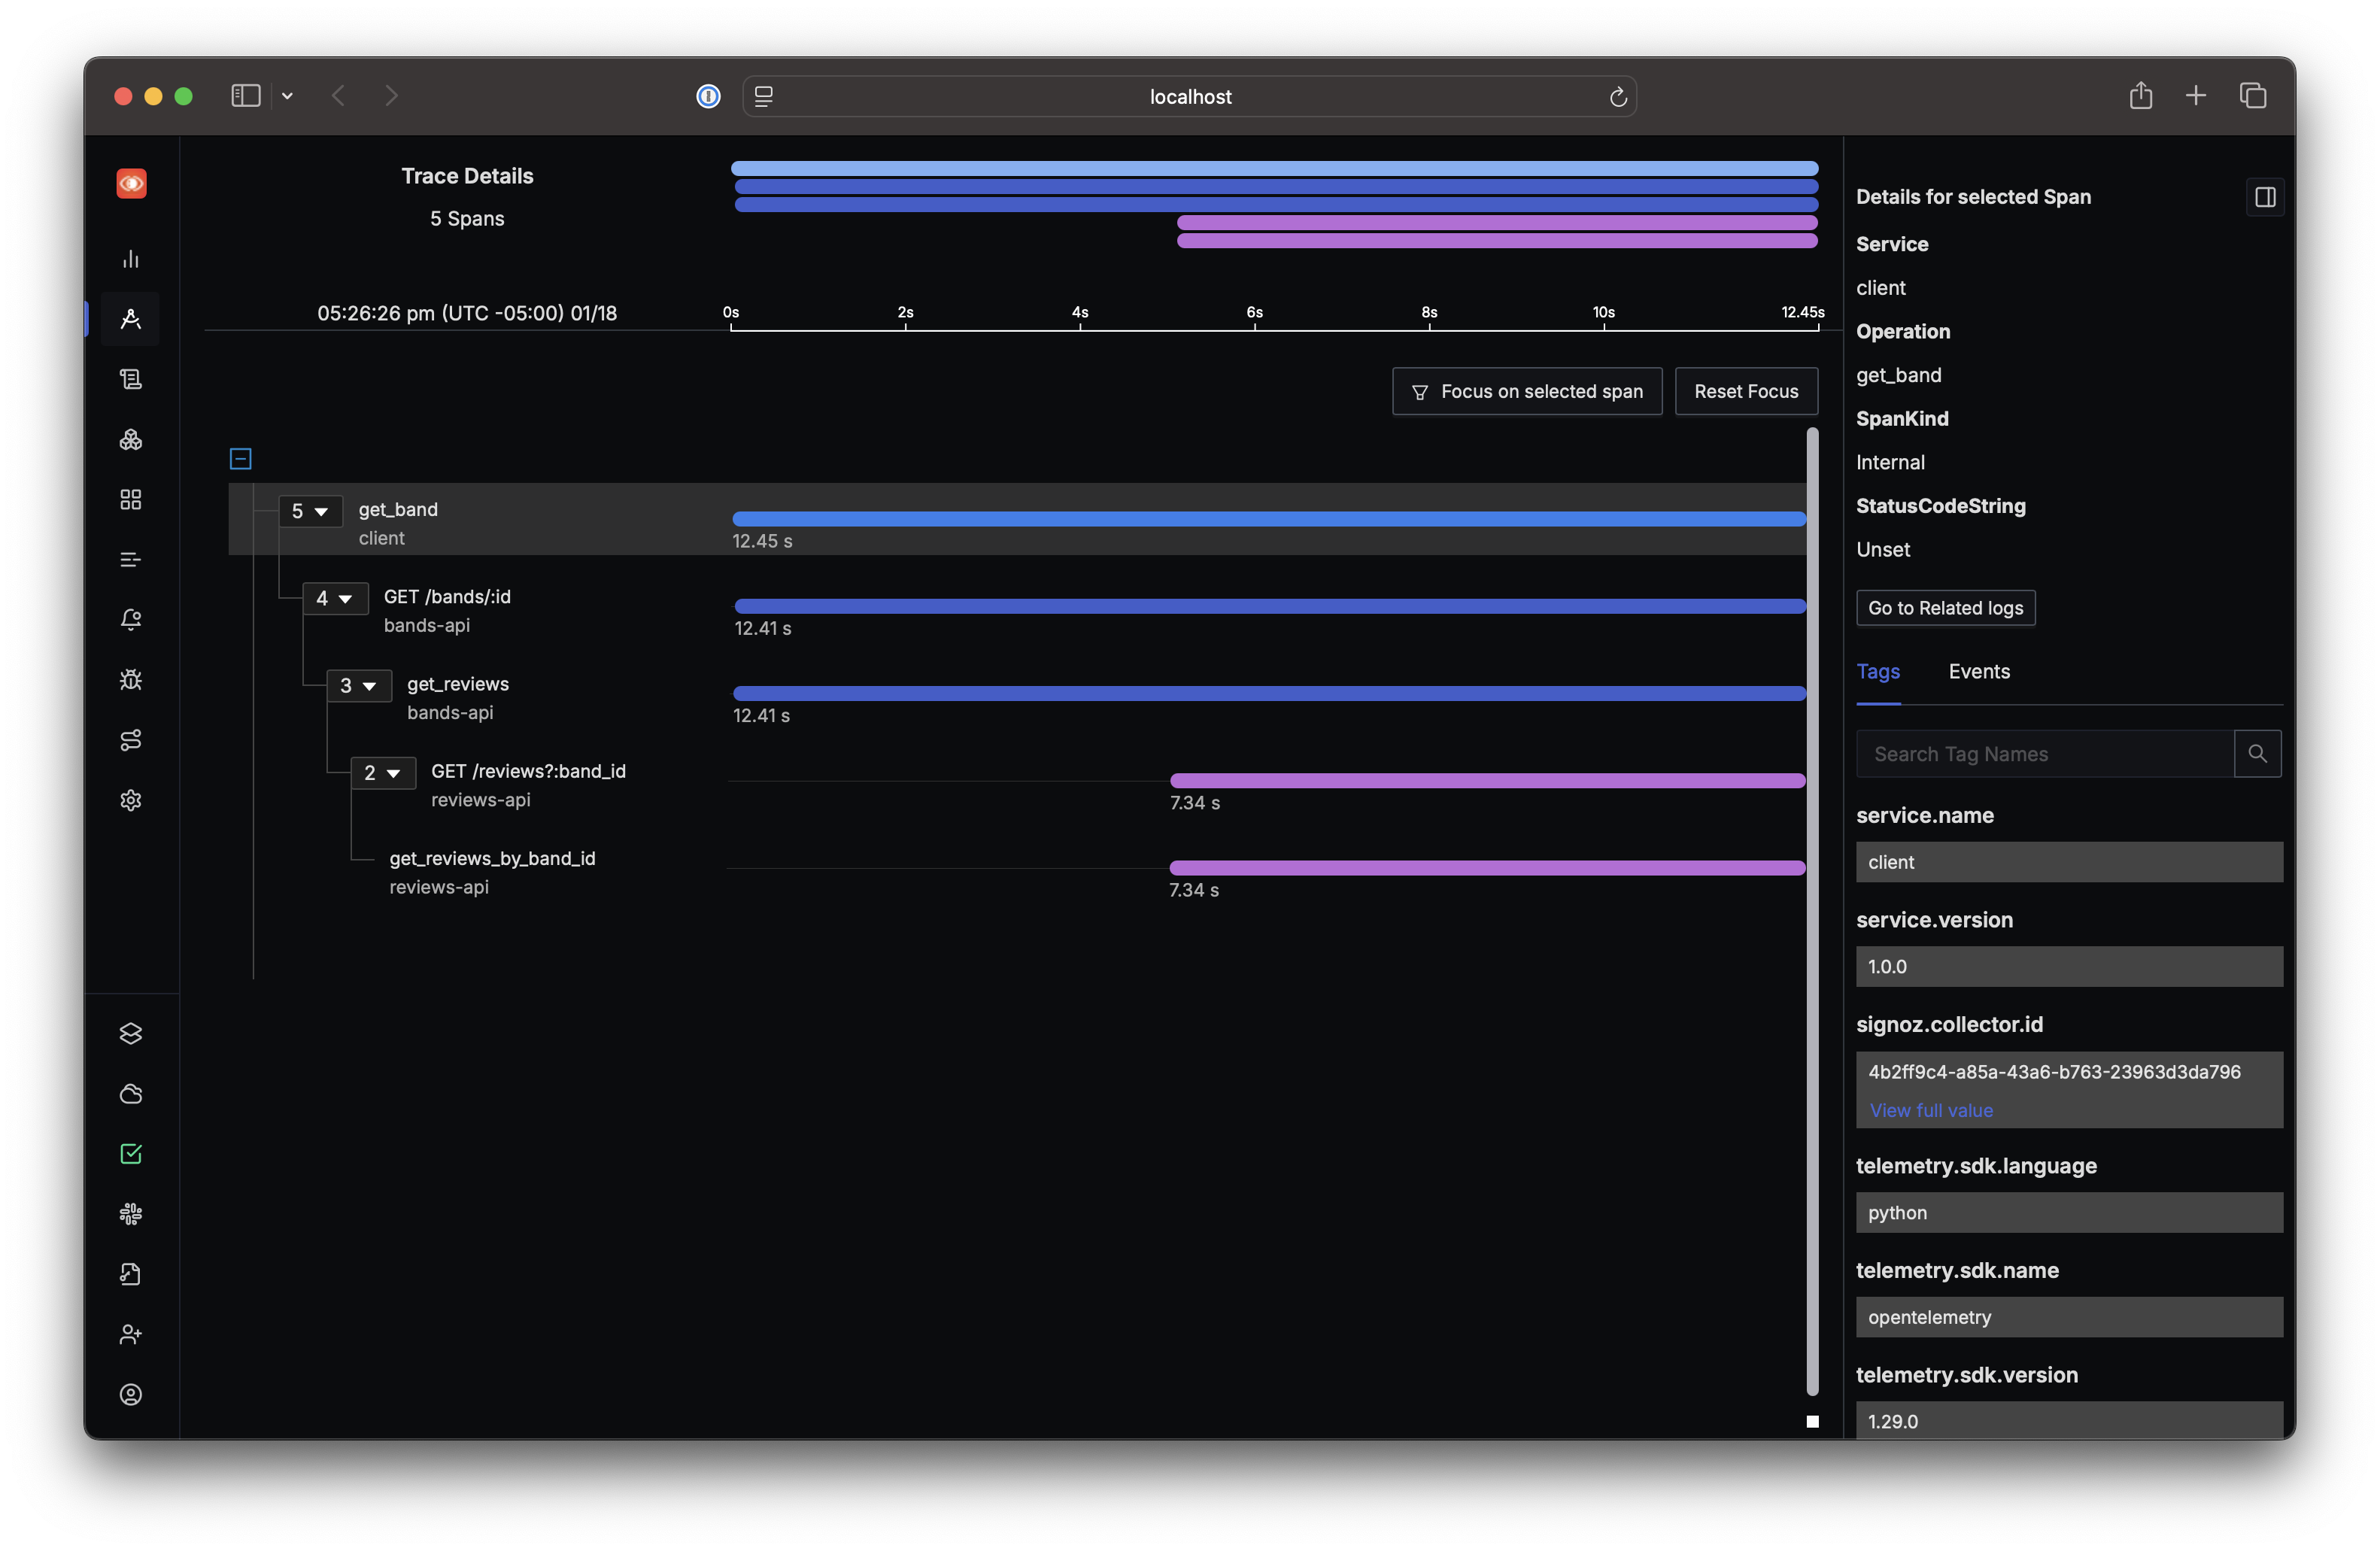 localhost
Trace Details
5 Spans
05:26:26 pm (UTC -05:00) 01/18
0s 2s 4s 6s 8s 10s 12.45s
Focus on selected span
Reset Focus
5 get_band
client
12.45 s
4 GET /bands/:id
bands-api
12.41 s
3 get_reviews
bands-api
12.41 s
2 GET /reviews?:band_id
reviews-api
7.34 s
get_reviews_by_band_id
reviews-api
7.34 s
Details for selected Span
Service
client
Operation
get_band
SpanKind
Internal
StatusCodeString
Unset
Go to Related logs
Tags Events
Search Tag Names
service.name
client
service.version
1.0.0
signoz.collector.id
4b2ff9c4-a85a-43a6-b763-23963d3da796
View full value
telemetry.sdk.language
python
telemetry.sdk.name
opentelemetry
telemetry.sdk.version
1.29.0